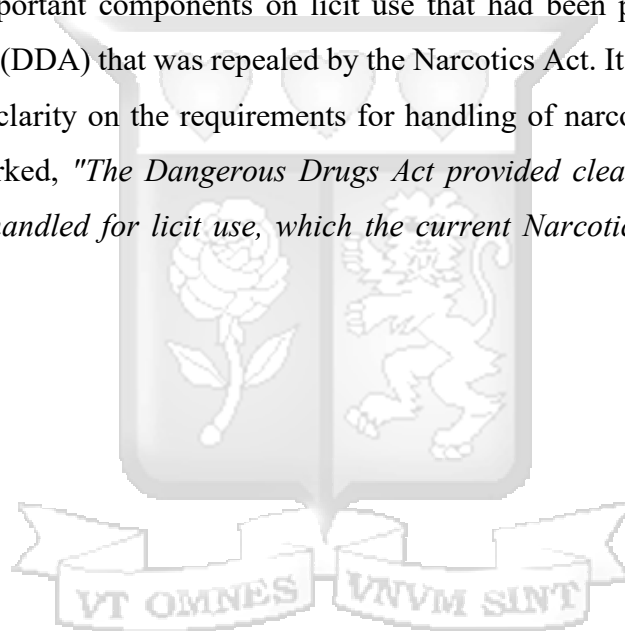 portant components on licit use that had been p
(DDA) that was repealed by the Narcotics Act. It
clarity on the requirements for handling of narco
rked, "The Dangerous Drugs Act provided clea
handled for licit use, which the current Narcotic
VT OMNES VNVM SINT